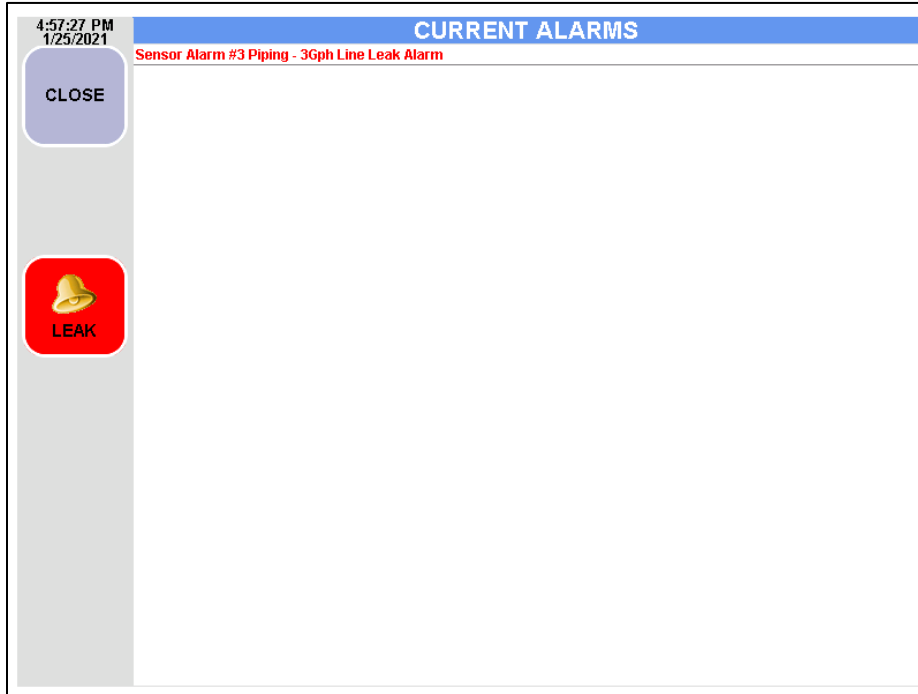 4:57:27 PM
1/25/2021
CURRENT ALARMS
Sensor Alarm #3 Piping - 3Gph Line Leak Alarm
CLOSE
LEAK